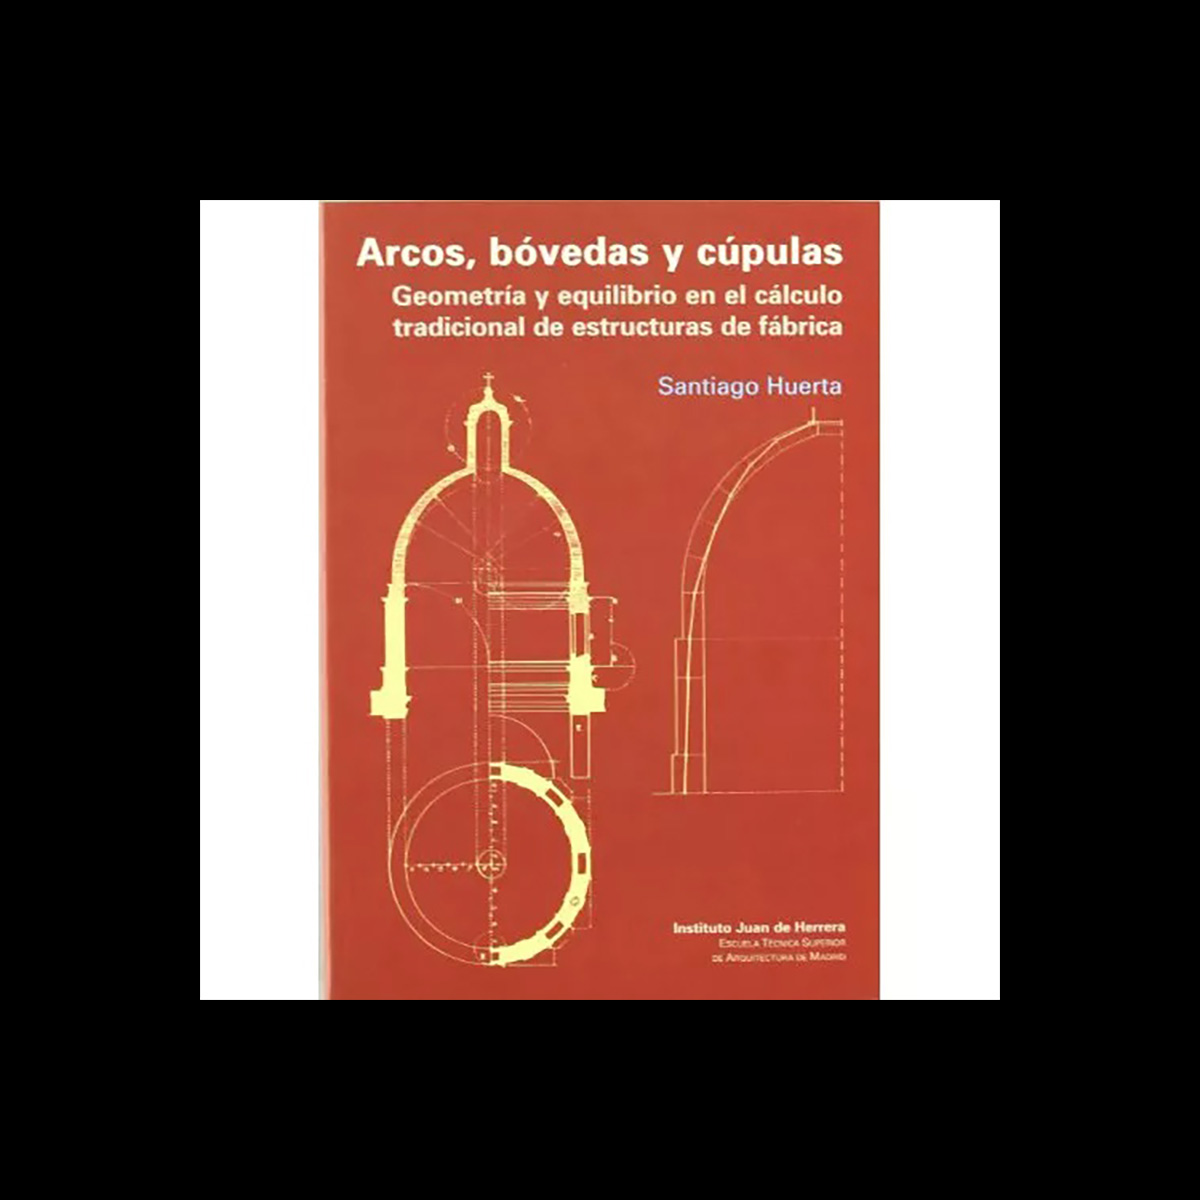 Arcos, bóvedas y cúpulas
Geometría y equilibrio en el cálculo
tradicional de estructuras de fábrica
Santiago Huerta
Instituto Juan de Herrera
ESCUELA TÉCNICA SUPERIOR
DE ARQUITECTURA DE MADRID